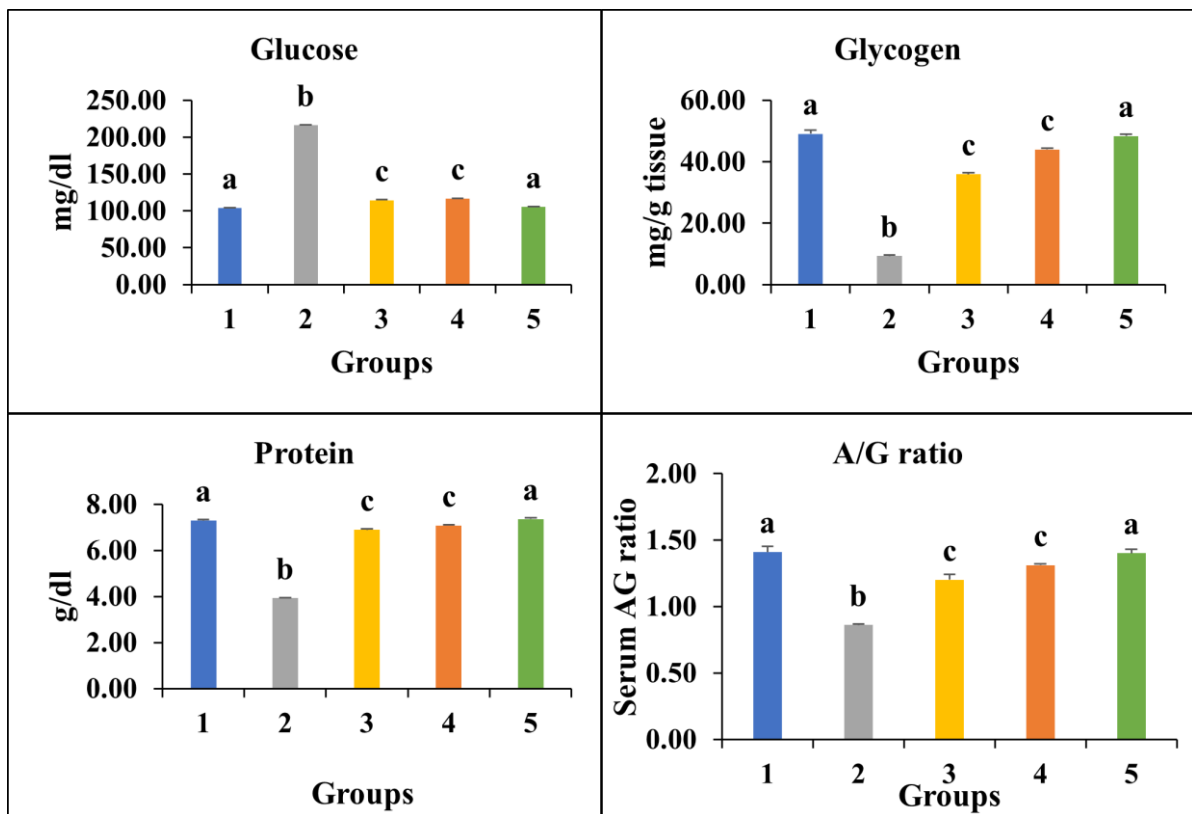 Glucose
250.00
200.00
150.00
100.00
50.00
0.00
mg/dl
a
b
c
c
a
1 2 3 4 5
Groups
Glycogen
60.00
40.00
20.00
0.00
mg/g tissue
a
b
c
c
a
1 2 3 4 5
Groups
Protein
8.00
6.00
4.00
2.00
0.00
g/dl
a
b
c
c
a
1 2 3 4 5
Groups
A/G ratio
2.00
1.50
1.00
0.50
0.00
Serum AG ratio
a
b
c
c
a
1 2 3 4 5
Groups